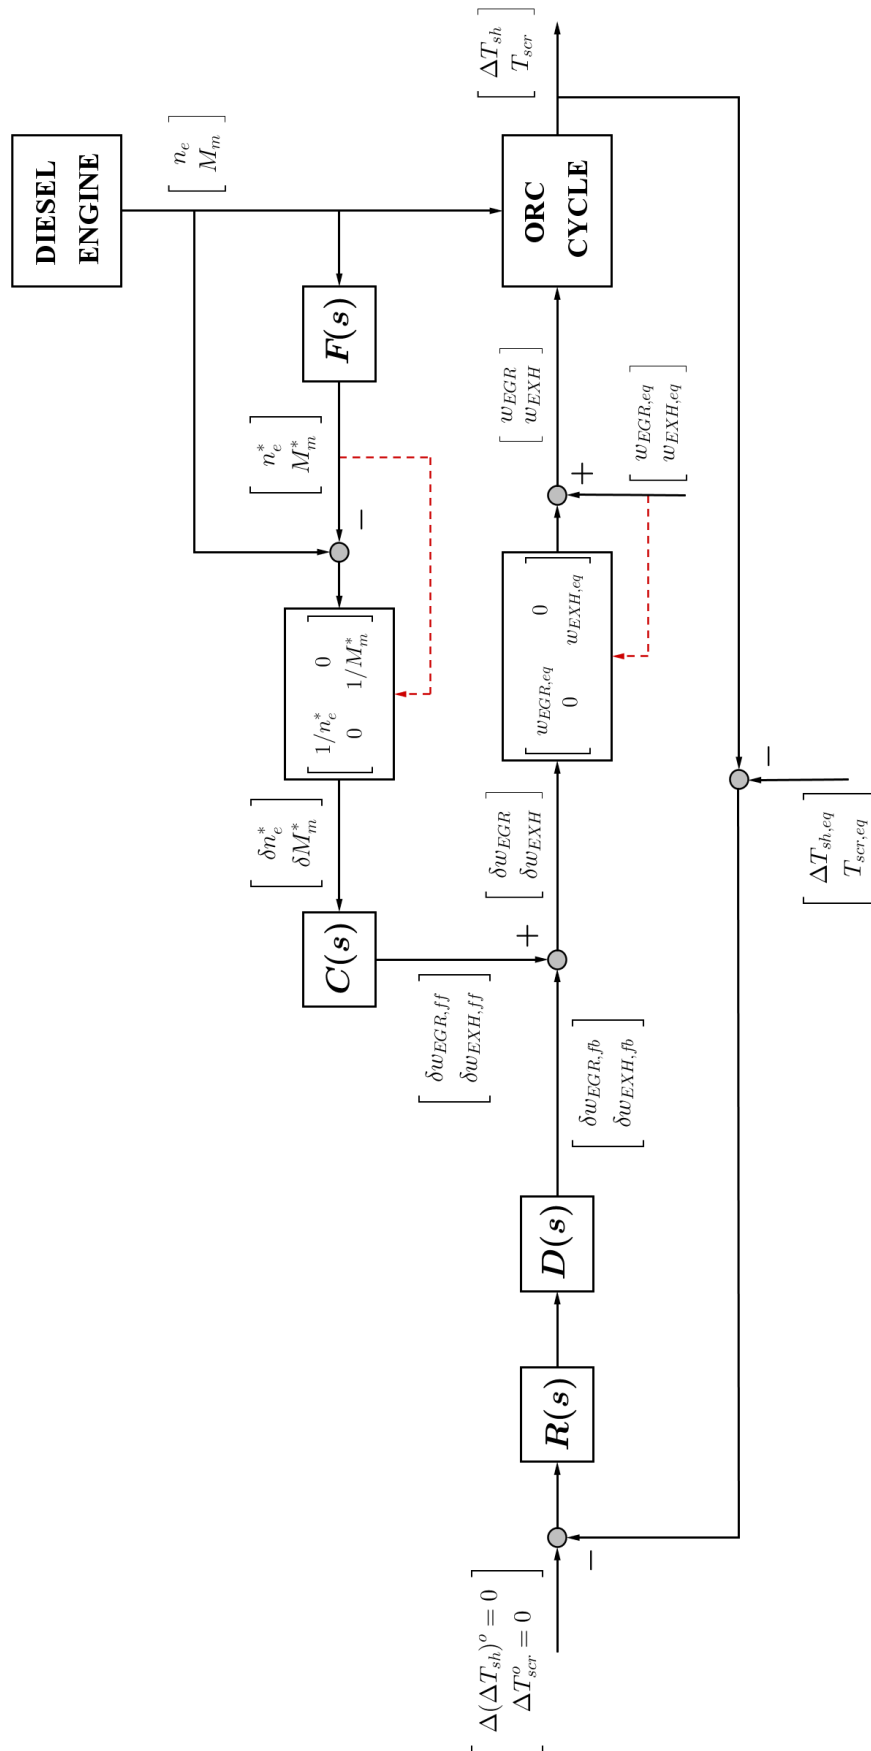 DIESEL
ENGINE
[n_e
M_m]
[ΔT_sh
T_scr]
ORC
CYCLE
F(s)
[n_e^*
M_m^*]
−
[1/n_e^* 0
0 1/M_m^*]
[δn_e^*
δM_m^*]
C(s)
[δw_EGR,ff
δw_EXH,ff]
+
[w_EGR
w_EXH]
+
[w_EGR,eq
w_EXH,eq]
[w_EGR,eq 0
0 w_EXH,eq]
[δw_EGR
δw_EXH]
[δw_EGR,fb
δw_EXH,fb]
D(s)
R(s)
−
[Δ(ΔT_sh)^o = 0
ΔT_scr^o = 0]
−
[ΔT_sh,eq
T_scr,eq]